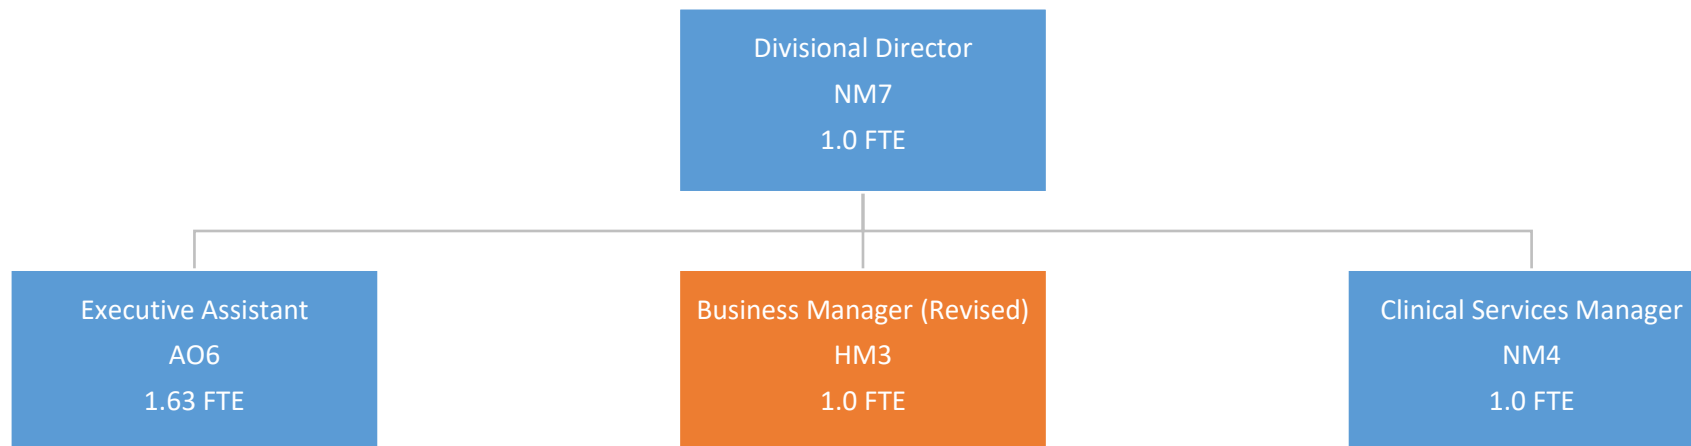 Divisional Director
NM7
1.0 FTE
Executive Assistant
AO6
1.63 FTE
Business Manager (Revised)
HM3
1.0 FTE
Clinical Services Manager
NM4
1.0 FTE